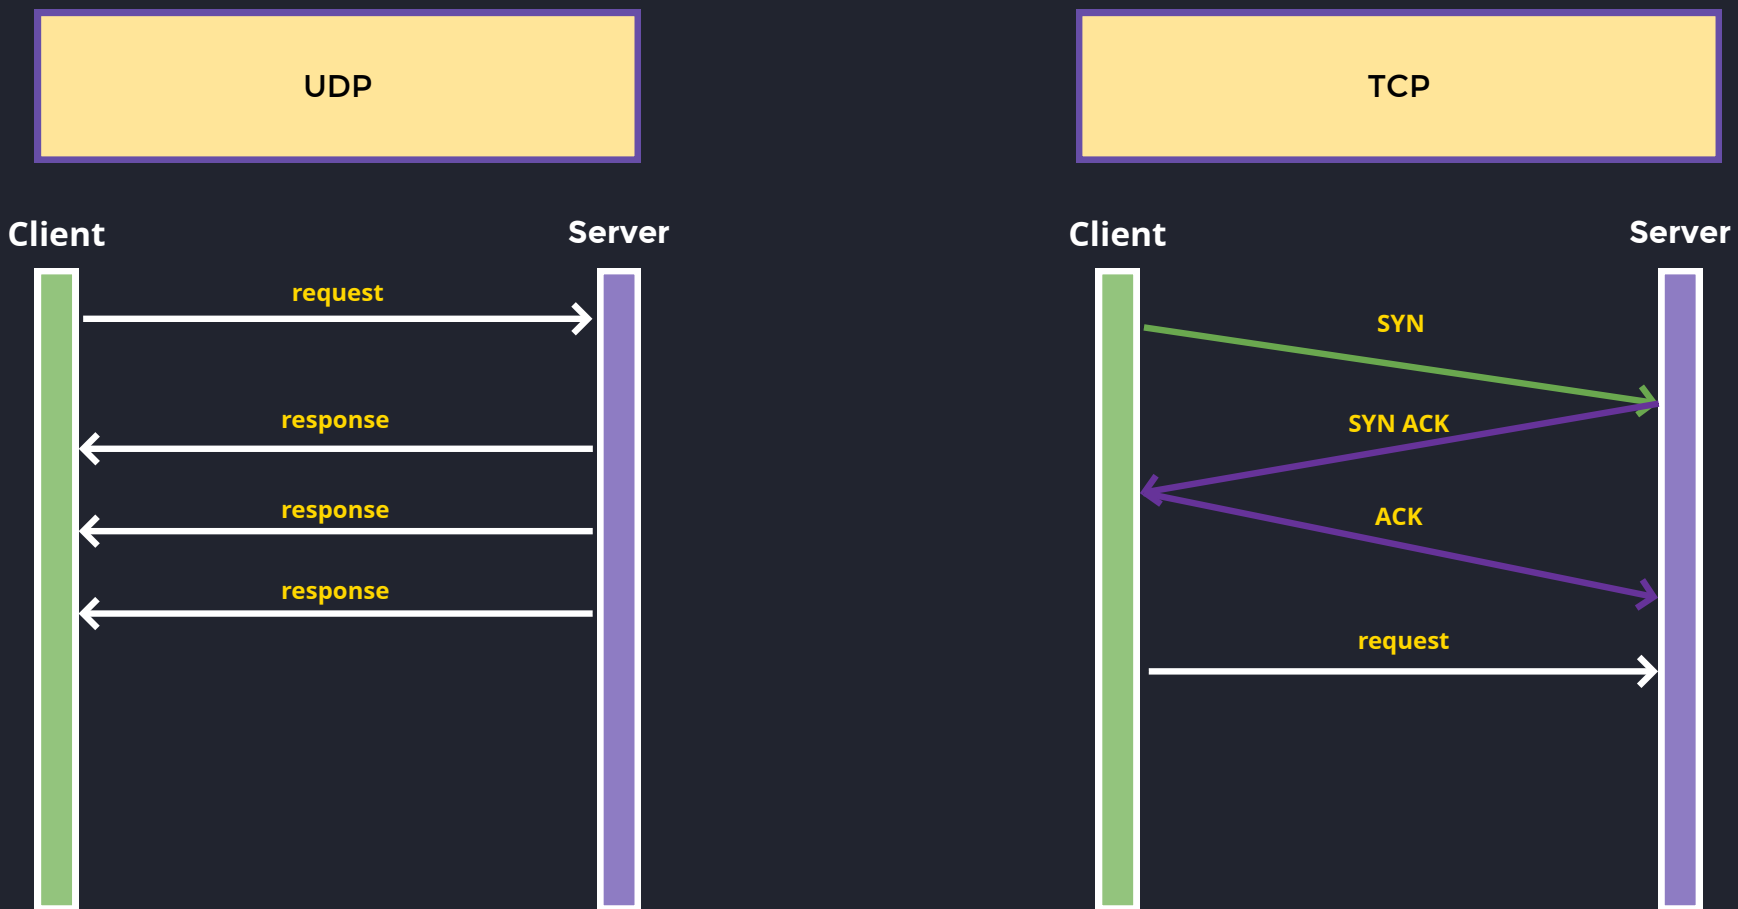 UDP
TCP
Client
Server
Client
Server
request
response
response
response
SYN
SYN ACK
ACK
request